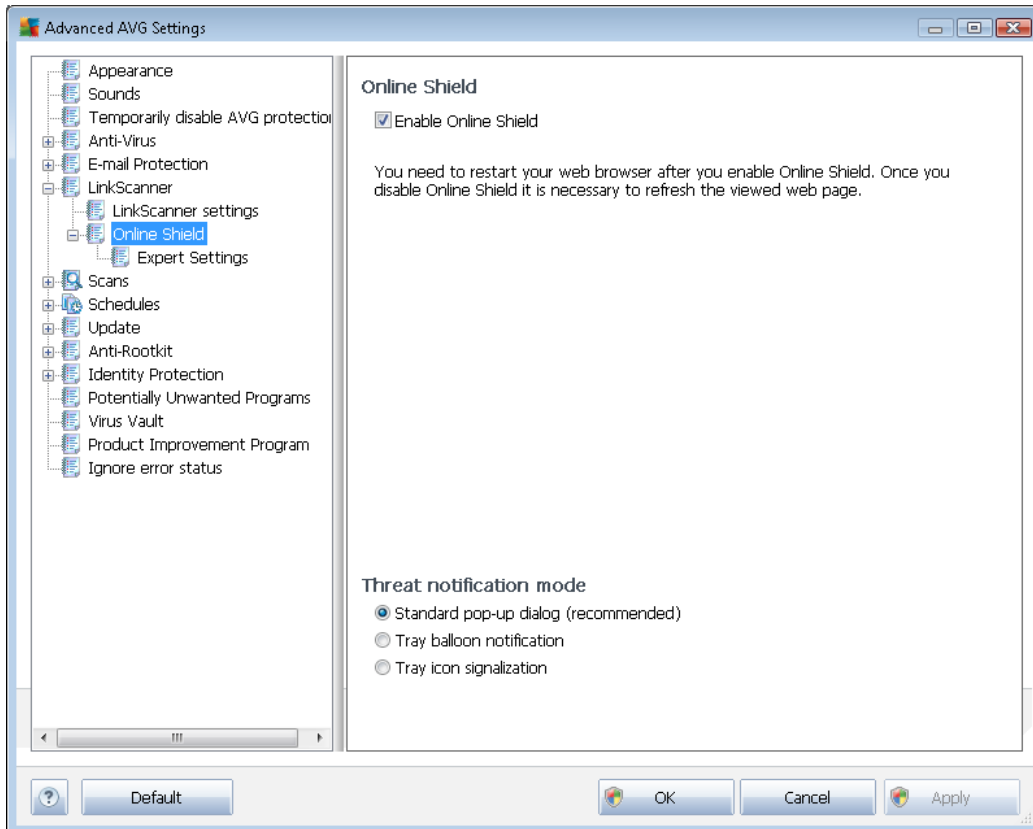 Advanced AVG Settings
Appearance
Sounds
Temporarily disable AVG protection
Anti-Virus
E-mail Protection
LinkScanner
LinkScanner settings
Online Shield
Expert Settings
Scans
Schedules
Update
Anti-Rootkit
Identity Protection
Potentially Unwanted Programs
Virus Vault
Product Improvement Program
Ignore error status
Online Shield
Enable Online Shield
You need to restart your web browser after you enable Online Shield. Once you
disable Online Shield it is necessary to refresh the viewed web page.
Threat notification mode
Standard pop-up dialog (recommended)
Tray balloon notification
Tray icon signalization
?
Default
OK
Cancel
Apply